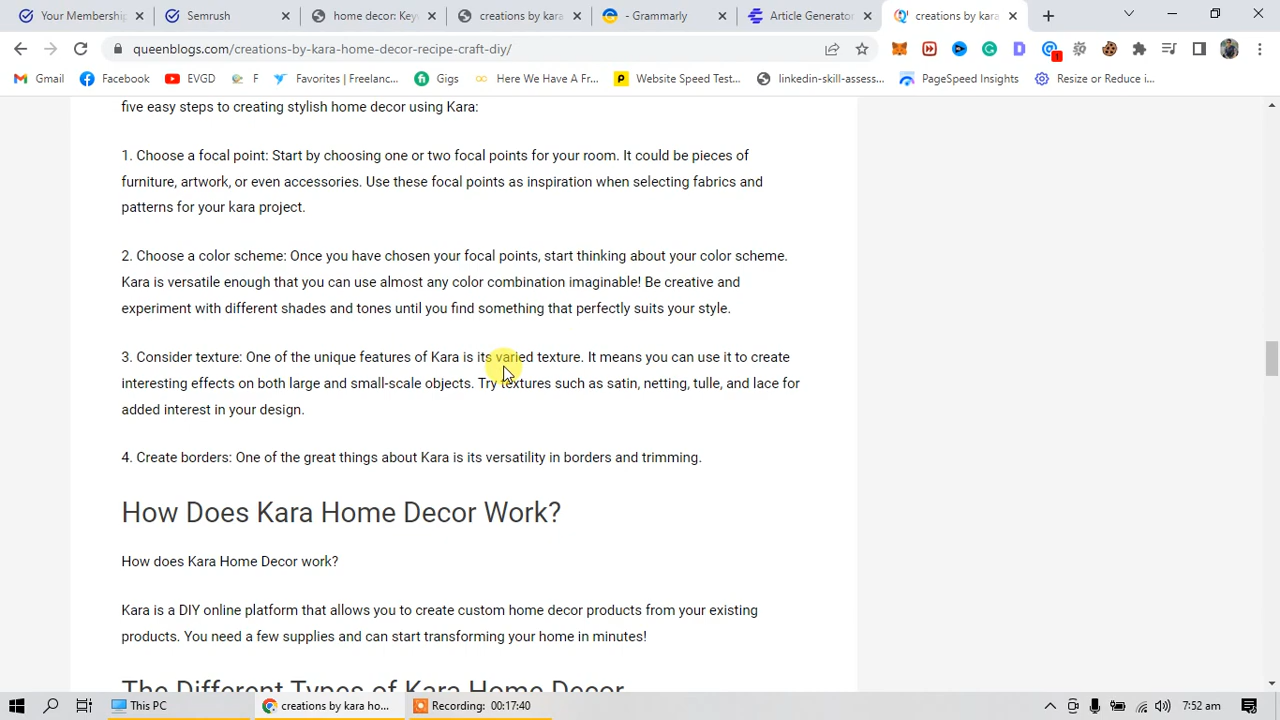 Your Membership
Semrush
home decor: Key
creations by kara
- Grammarly
Article Generator
creations by kara
queenblogs.com/creations-by-kara-home-decor-recipe-craft-diy/
1
Gmail
Facebook
EVGD
F
Favorites | Freelanc...
Gigs
Here We Have A Fr...
Website Speed Test...
linkedin-skill-assess...
PageSpeed Insights
Resize or Reduce i...
five easy steps to creating stylish home decor using Kara:
1. Choose a focal point: Start by choosing one or two focal points for your room. It could be pieces of
furniture, artwork, or even accessories. Use these focal points as inspiration when selecting fabrics and
patterns for your kara project.
2. Choose a color scheme: Once you have chosen your focal points, start thinking about your color scheme.
Kara is versatile enough that you can use almost any color combination imaginable! Be creative and
experiment with different shades and tones until you find something that perfectly suits your style.
3. Consider texture: One of the unique features of Kara is its varied texture. It means you can use it to create
interesting effects on both large and small-scale objects. Try textures such as satin, netting, tulle, and lace for
added interest in your design.
4. Create borders: One of the great things about Kara is its versatility in borders and trimming.
How Does Kara Home Decor Work?
How does Kara Home Decor work?
Kara is a DIY online platform that allows you to create custom home decor products from your existing
products. You need a few supplies and can start transforming your home in minutes!
The Different Types of Kara Home Decor
This PC
creations by kara ho...
Recording: 00:17:40
7:52 am